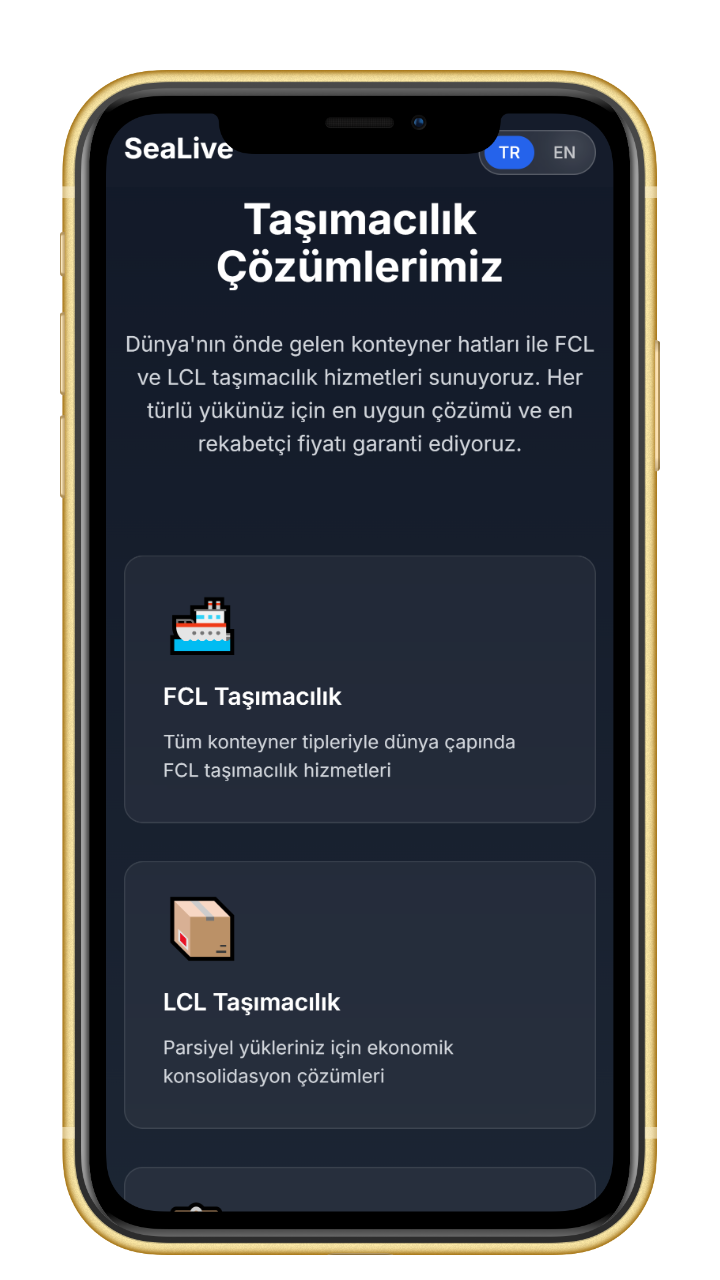 SeaLive
TR EN
Taşımacılık
Çözümlerimiz
Dünya'nın önde gelen konteyner hatları ile FCL
ve LCL taşımacılık hizmetleri sunuyoruz. Her
türlü yükünüz için en uygun çözümü ve en
rekabetçi fiyatı garanti ediyoruz.
FCL Taşımacılık
Tüm konteyner tipleriyle dünya çapında
FCL taşımacılık hizmetleri
LCL Taşımacılık
Parsiyel yükleriniz için ekonomik
konsolidasyon çözümleri